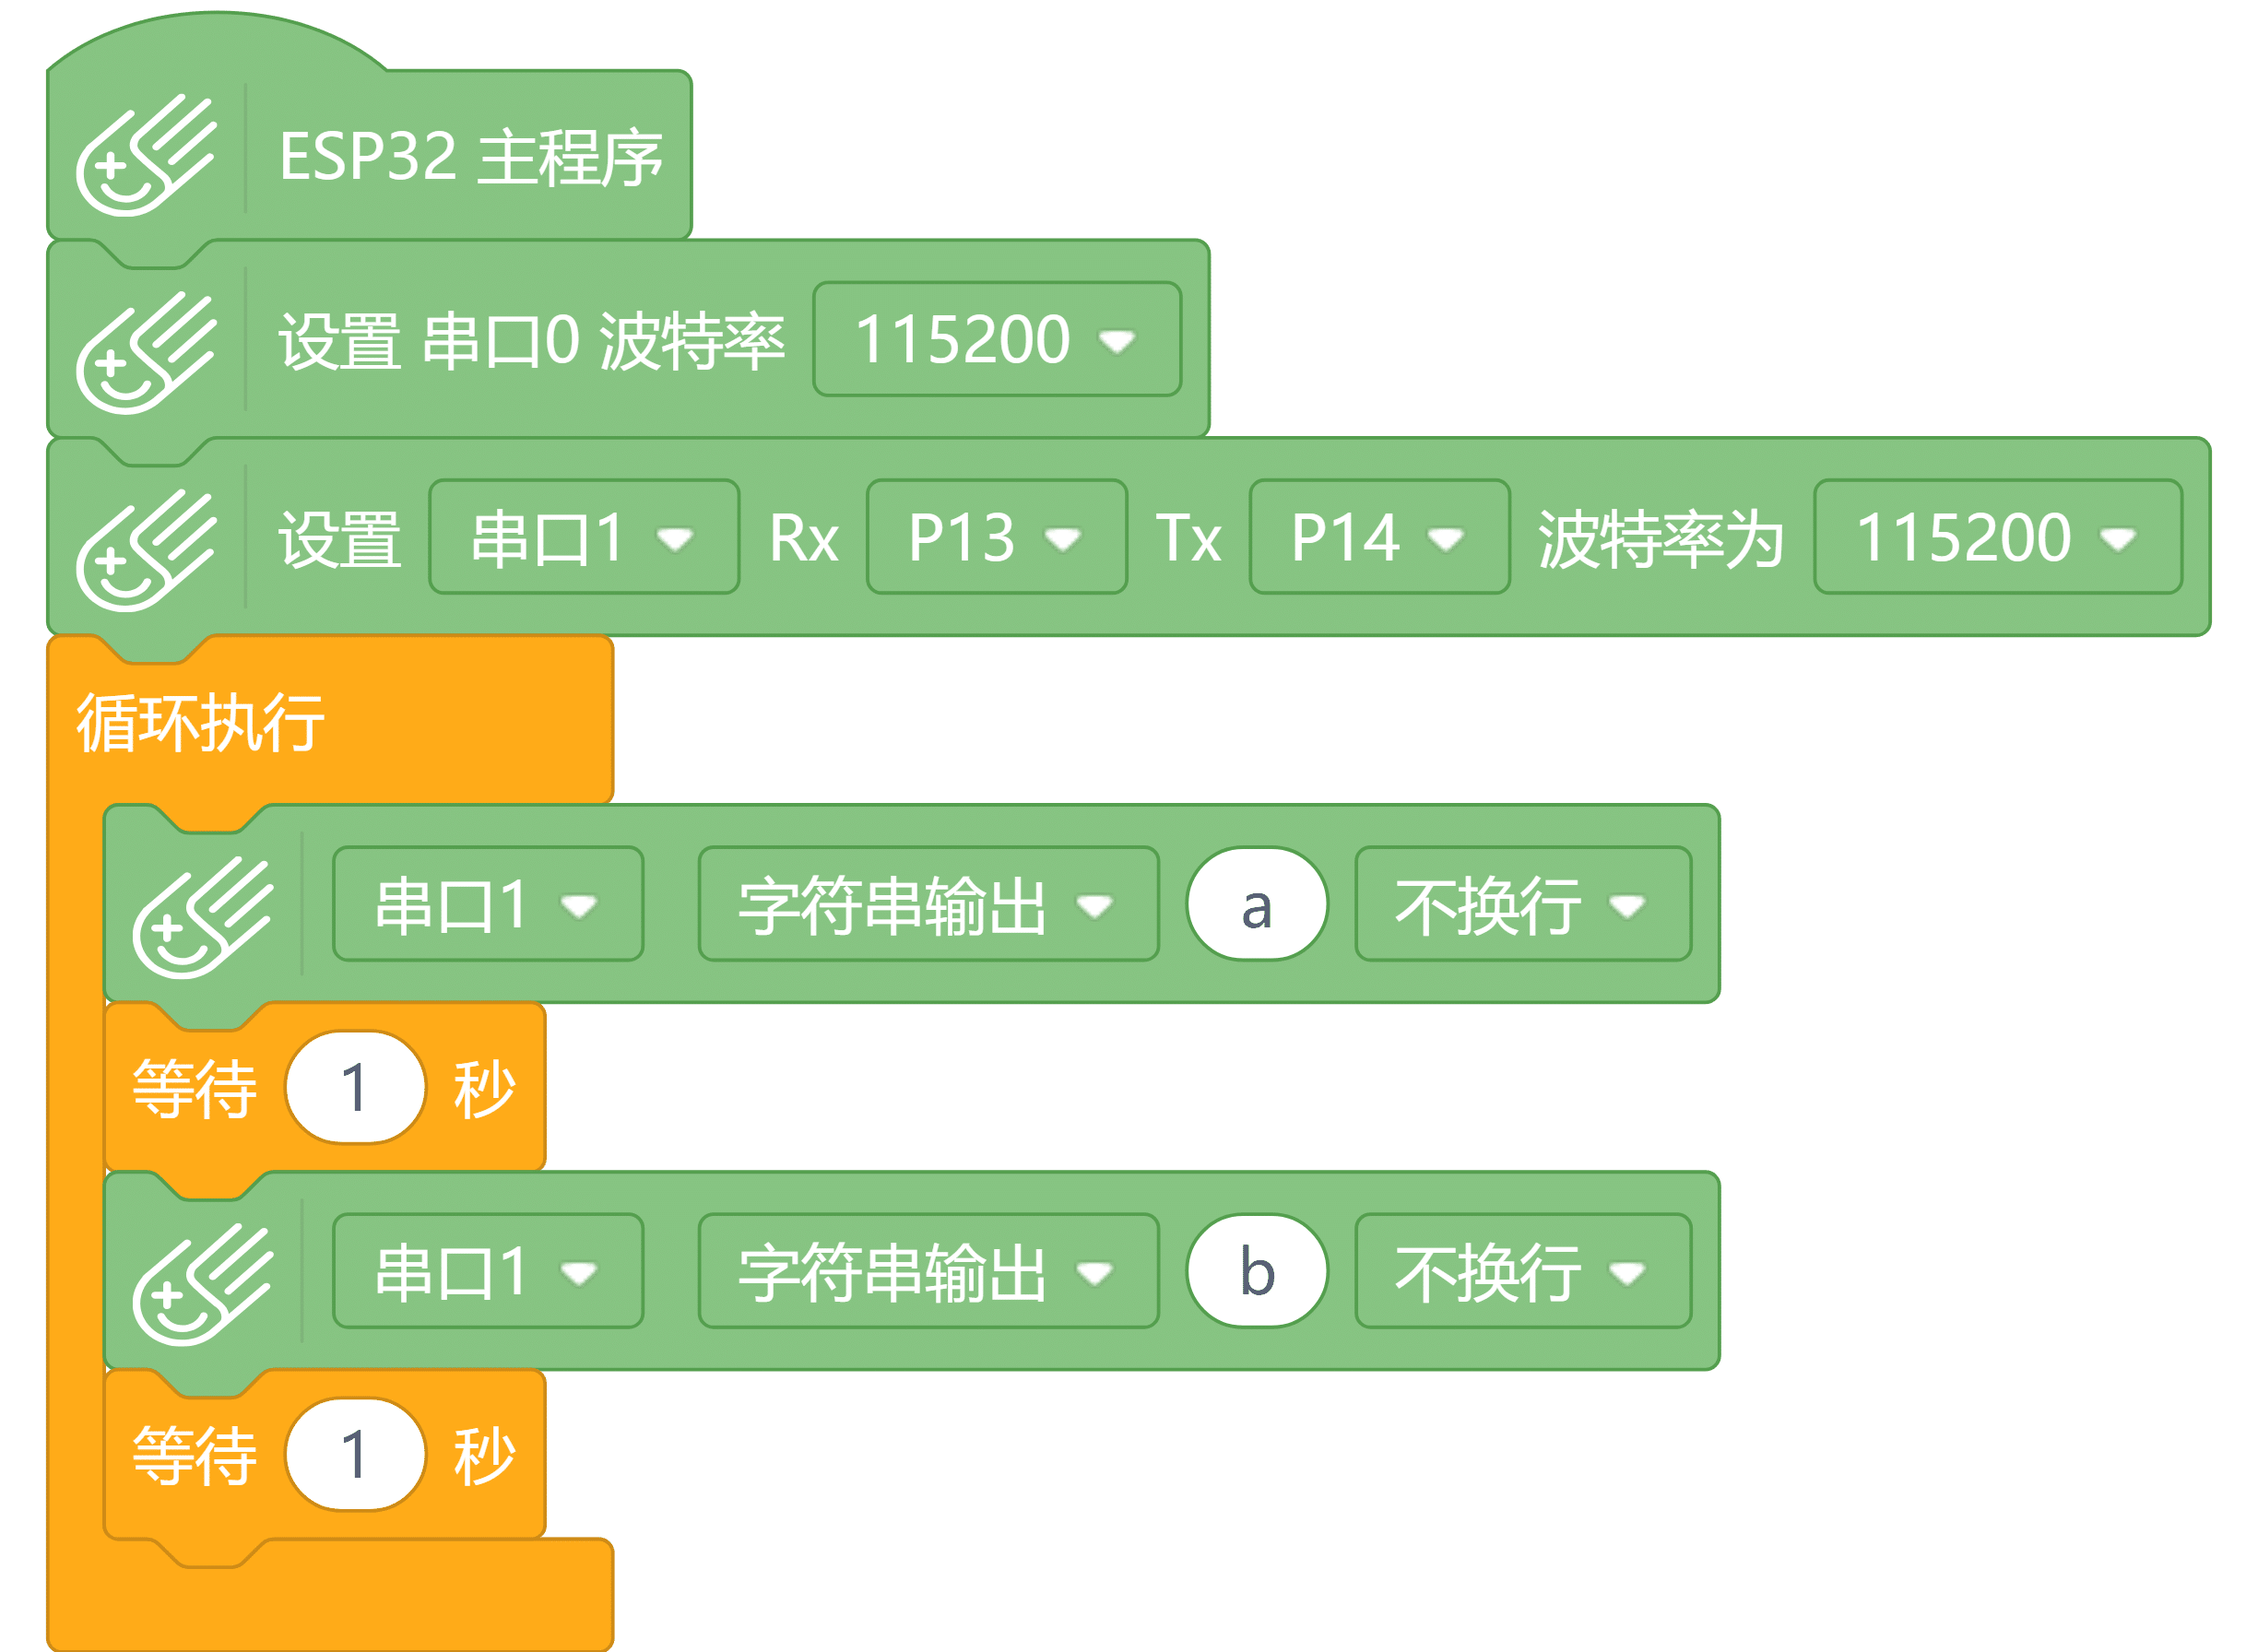 ESP32 主程序
设置 串口0 波特率 115200
设置 串口1 Rx P13 Tx P14 波特率为 115200
循环执行
串口1 字符串输出 a 不换行
等待 1 秒
串口1 字符串输出 b 不换行
等待 1 秒